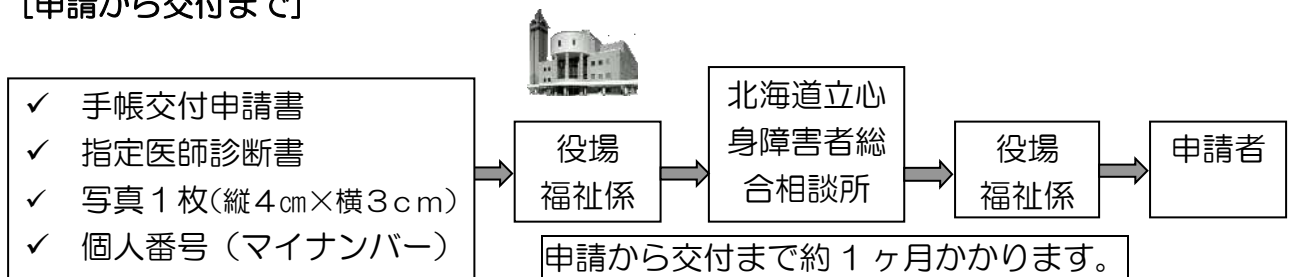 [申請から交付まで]
✓ 手帳交付申請書
✓ 指定医師診断書
✓ 写真1枚(縦4㎝×横3cm)
✓ 個人番号（マイナンバー）
役場
福祉係
北海道立心
身障害者総
合相談所
役場
福祉係
申請者
申請から交付まで約1ヶ月かかります。